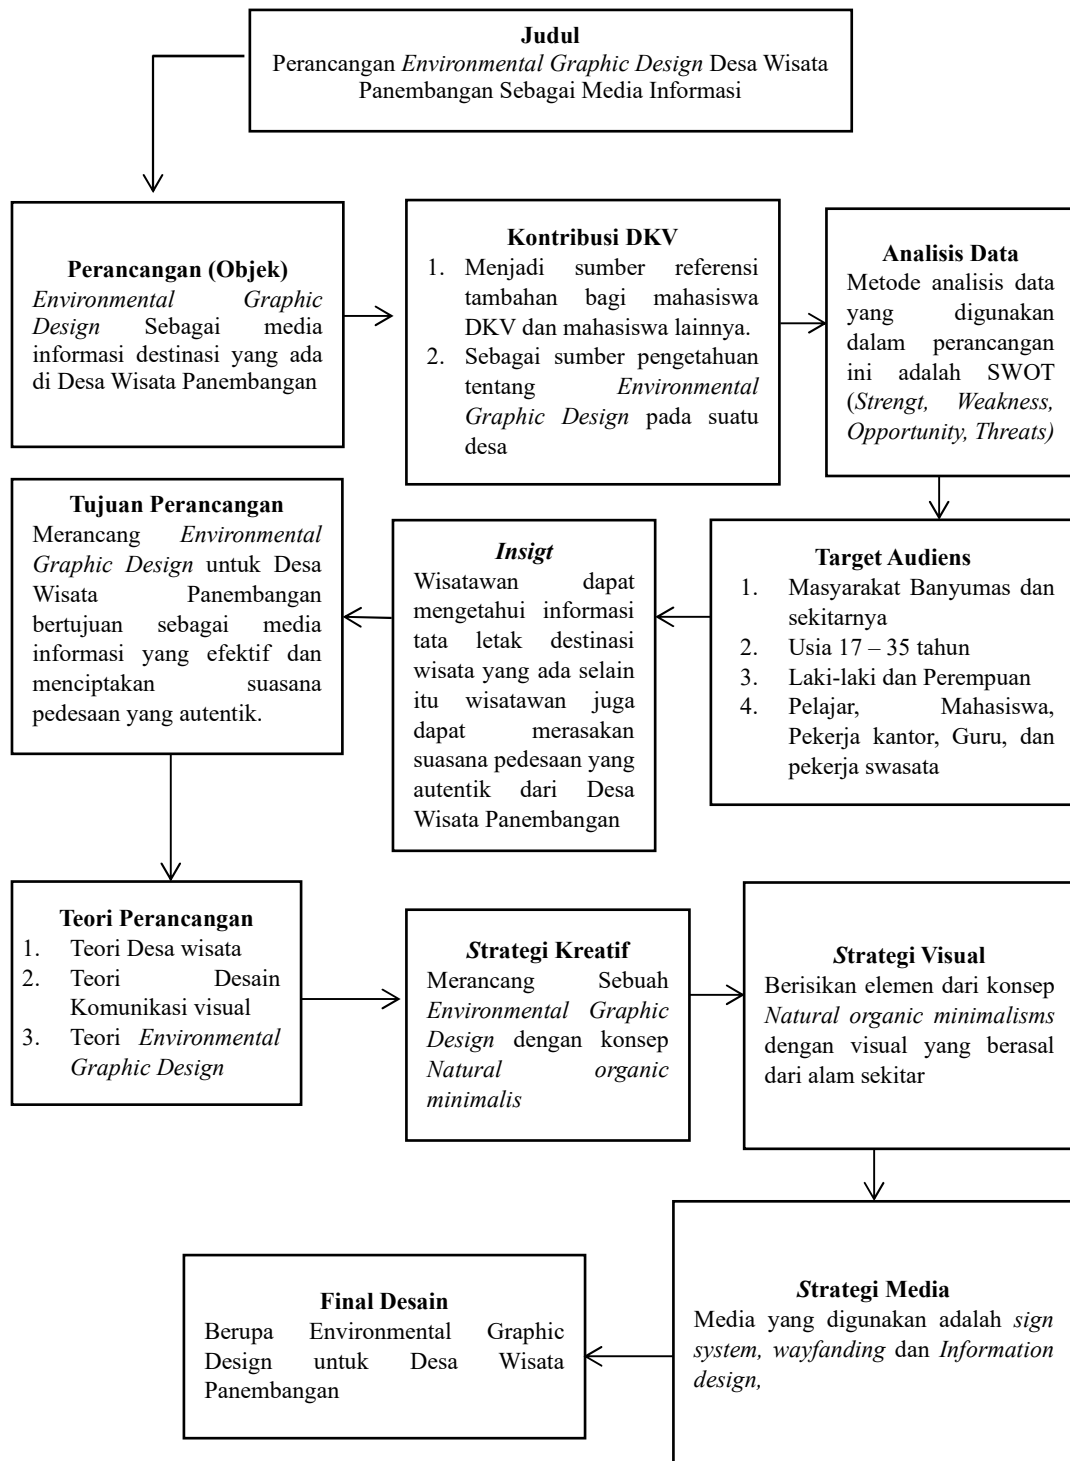 Judul
Perancangan Environmental Graphic Design Desa Wisata
Panembangan Sebagai Media Informasi
Perancangan (Objek)
Environmental Graphic
Design Sebagai media
informasi destinasi yang ada
di Desa Wisata Panembangan
Kontribusi DKV
1. Menjadi sumber referensi
tambahan bagi mahasiswa
DKV dan mahasiswa lainnya.
2. Sebagai sumber pengetahuan
tentang Environmental
Graphic Design pada suatu
desa
Analisis Data
Metode analisis data
yang digunakan
dalam perancangan
ini adalah SWOT
(Strengt, Weakness,
Opportunity, Threats)
Target Audiens
1. Masyarakat Banyumas dan
sekitarnya
2. Usia 17 – 35 tahun
3. Laki-laki dan Perempuan
4. Pelajar, Mahasiswa,
Pekerja kantor, Guru, dan
pekerja swasata
Insigt
Wisatawan dapat
mengetahui informasi
tata letak destinasi
wisata yang ada selain
itu wisatawan juga
dapat merasakan
suasana pedesaan yang
autentik dari Desa
Wisata Panembangan
Tujuan Perancangan
Merancang Environmental
Graphic Design untuk Desa
Wisata Panembangan
bertujuan sebagai media
informasi yang efektif dan
menciptakan suasana
pedesaan yang autentik.
Teori Perancangan
1. Teori Desa wisata
2. Teori Desain
Komunikasi visual
3. Teori Environmental
Graphic Design
Strategi Kreatif
Merancang Sebuah
Environmental Graphic
Design dengan konsep
Natural organic
minimalis
Strategi Visual
Berisikan elemen dari konsep
Natural organic minimalisms
dengan visual yang berasal
dari alam sekitar
Strategi Media
Media yang digunakan adalah sign
system, wayfanding dan Information
design,
Final Desain
Berupa Environmental Graphic
Design untuk Desa Wisata
Panembangan